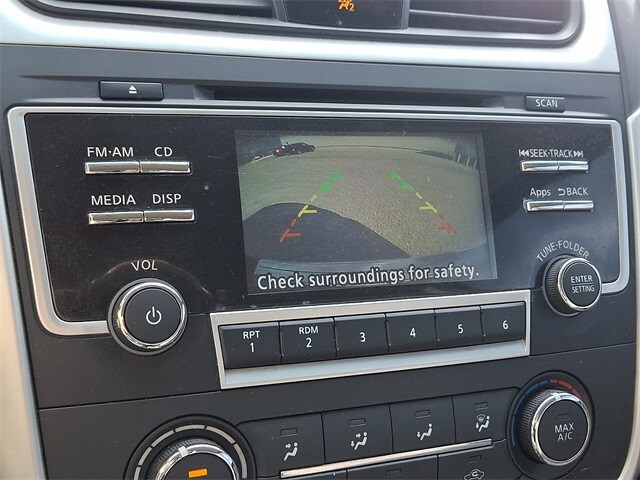 SCAN
FM·AM CD
MEDIA DISP
VOL
⏮SEEK·TRACK⏭
Apps ⮌BACK
TUNE·FOLDER
ENTER
SETTING
Check surroundings for safety.
RPT
1
RDM
2
3
4
5
6
MAX
A/C